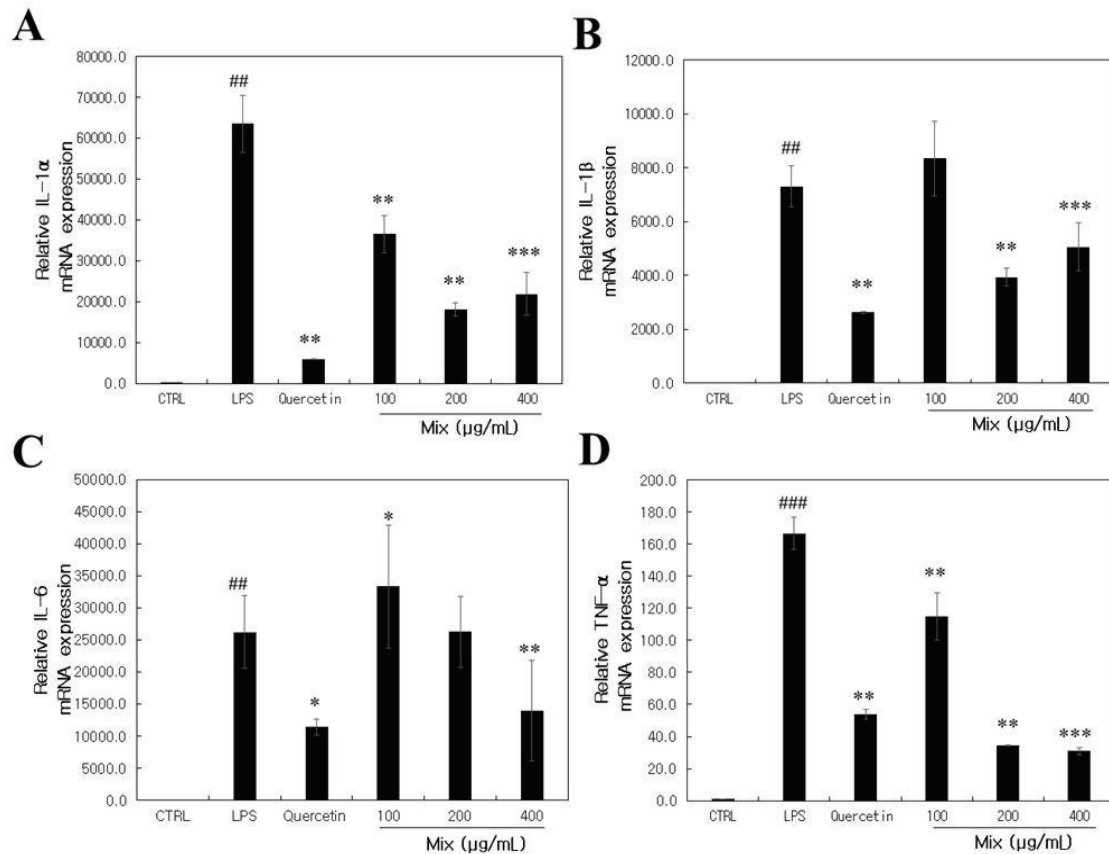 A
Relative IL-1α
mRNA expression
80000.0
70000.0
60000.0
50000.0
40000.0
30000.0
20000.0
10000.0
0.0
##
**
**
**
***
CTRL LPS Quercetin 100 200 400
Mix (µg/mL)
B
Relative IL-1β
mRNA expression
12000.0
10000.0
8000.0
6000.0
4000.0
2000.0
0.0
##
**
**
***
CTRL LPS Quercetin 100 200 400
Mix (µg/mL)
C
Relative IL-6
mRNA expression
50000.0
45000.0
40000.0
35000.0
30000.0
25000.0
20000.0
15000.0
10000.0
5000.0
0.0
##
*
*
**
CTRL LPS Quercetin 100 200 400
Mix (µg/mL)
D
Relative TNF-α
mRNA expression
200.0
180.0
160.0
140.0
120.0
100.0
80.0
60.0
40.0
20.0
0.0
###
**
**
**
***
CTRL LPS Quercetin 100 200 400
Mix (µg/mL)